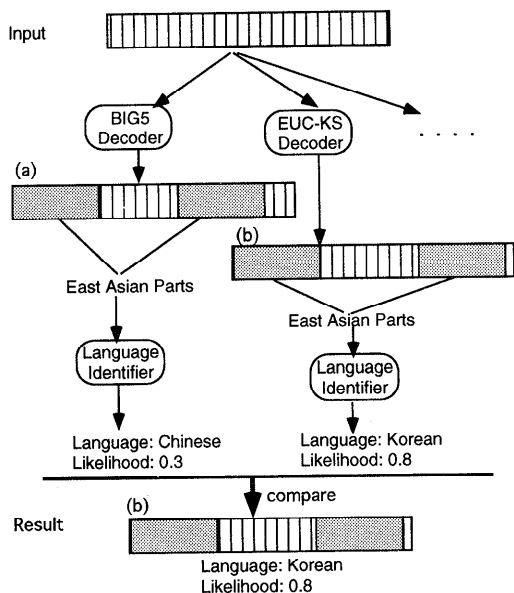 Input
BIG5
Decoder
EUC-KS
Decoder
. . . .
(a)
(b)
East Asian Parts
East Asian Parts
Language
Identifier
Language
Identifier
Language: Chinese
Likelihood: 0.3
Language: Korean
Likelihood: 0.8
compare
(b)
Result
Language: Korean
Likelihood: 0.8